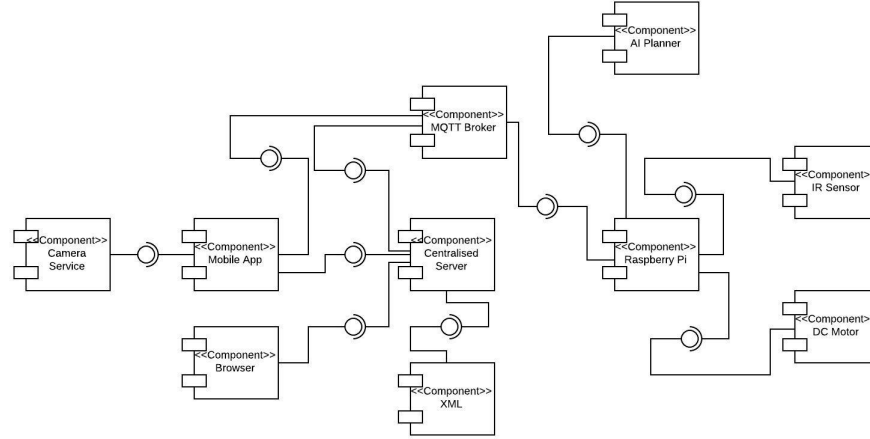 <<Component>>
AI Planner
<<Component>>
MQTT Broker
<<Component>>
IR Sensor
<<Component>>
Camera
Service
<<Component>>
Mobile App
<<Component>>
Centralised
Server
<<Component>>
Raspberry Pi
<<Component>>
DC Motor
<<Component>>
Browser
<<Component>>
XML